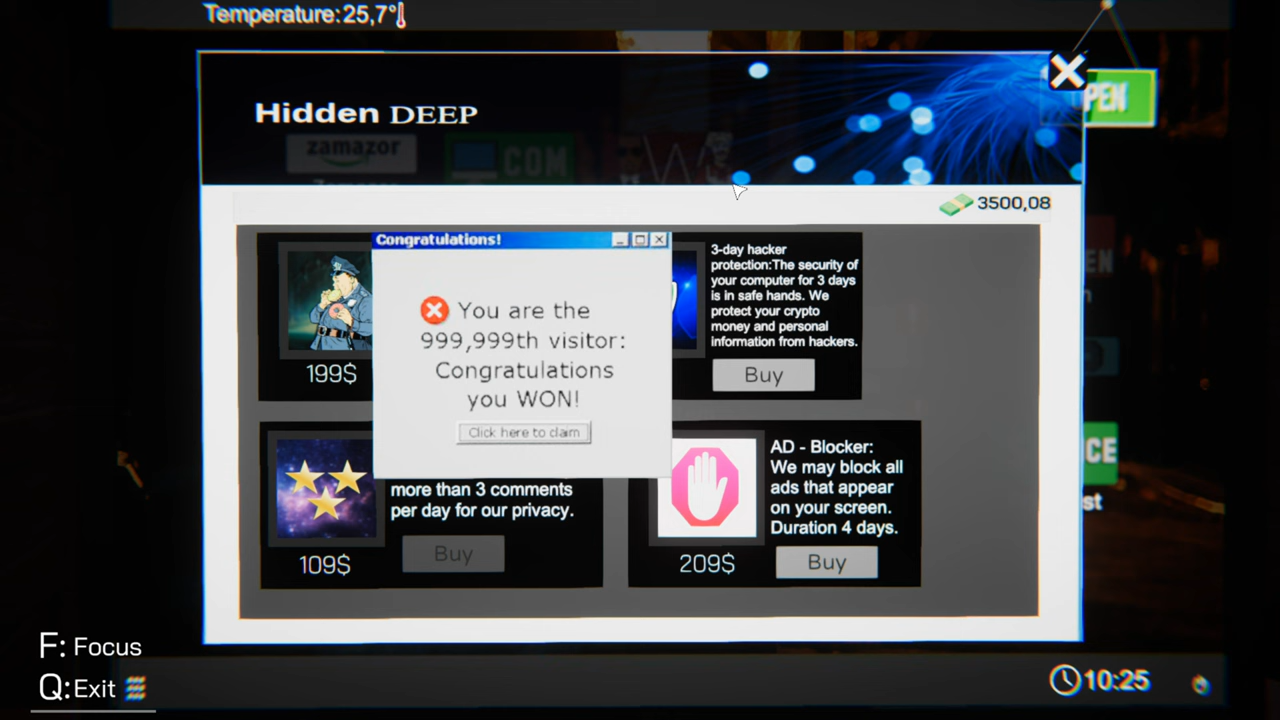 Temperature: 25,7°
Hidden DEEP
OPEN
zamazor
COM
3500,08
Congratulations!
You are the
999,999th visitor:
Congratulations
you WON!
Click here to claim
199$
3-day hacker
protection:The security of
your computer for 3 days
is in safe hands. We
protect your crypto
money and personal
information from hackers.
Buy
more than 3 comments
per day for our privacy.
109$
Buy
AD - Blocker:
We may block all
ads that appear
on your screen.
Duration 4 days.
209$
Buy
F: Focus
Q: Exit
10:25